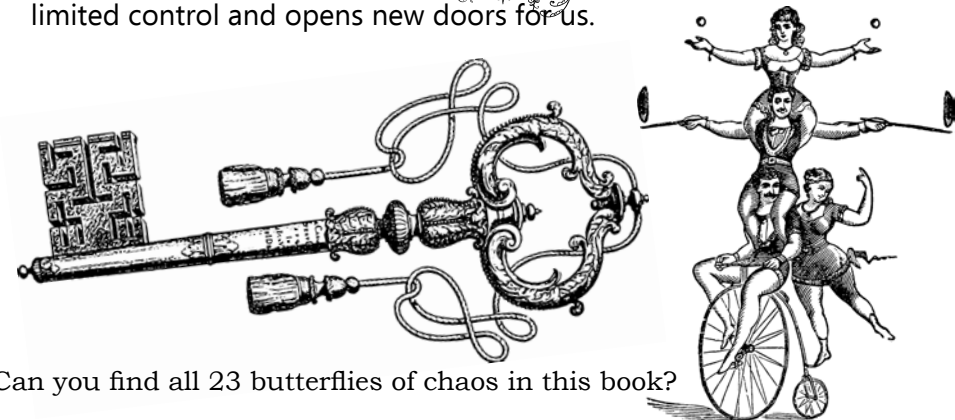 limited control and opens new doors for us.
Can you find all 23 butterflies of chaos in this book?